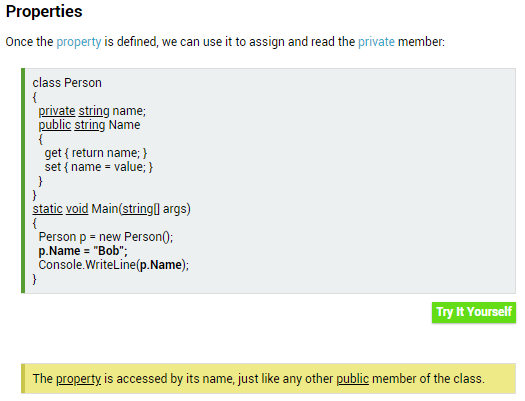 Properties
Once the property is defined, we can use it to assign and read the private member:
class Person
{
private string name;
public string Name
{
get { return name; }
set { name = value; }
}
}
static void Main(string[] args)
{
Person p = new Person();
p.Name = "Bob";
Console.WriteLine(p.Name);
}
Try It Yourself
The property is accessed by its name, just like any other public member of the class.